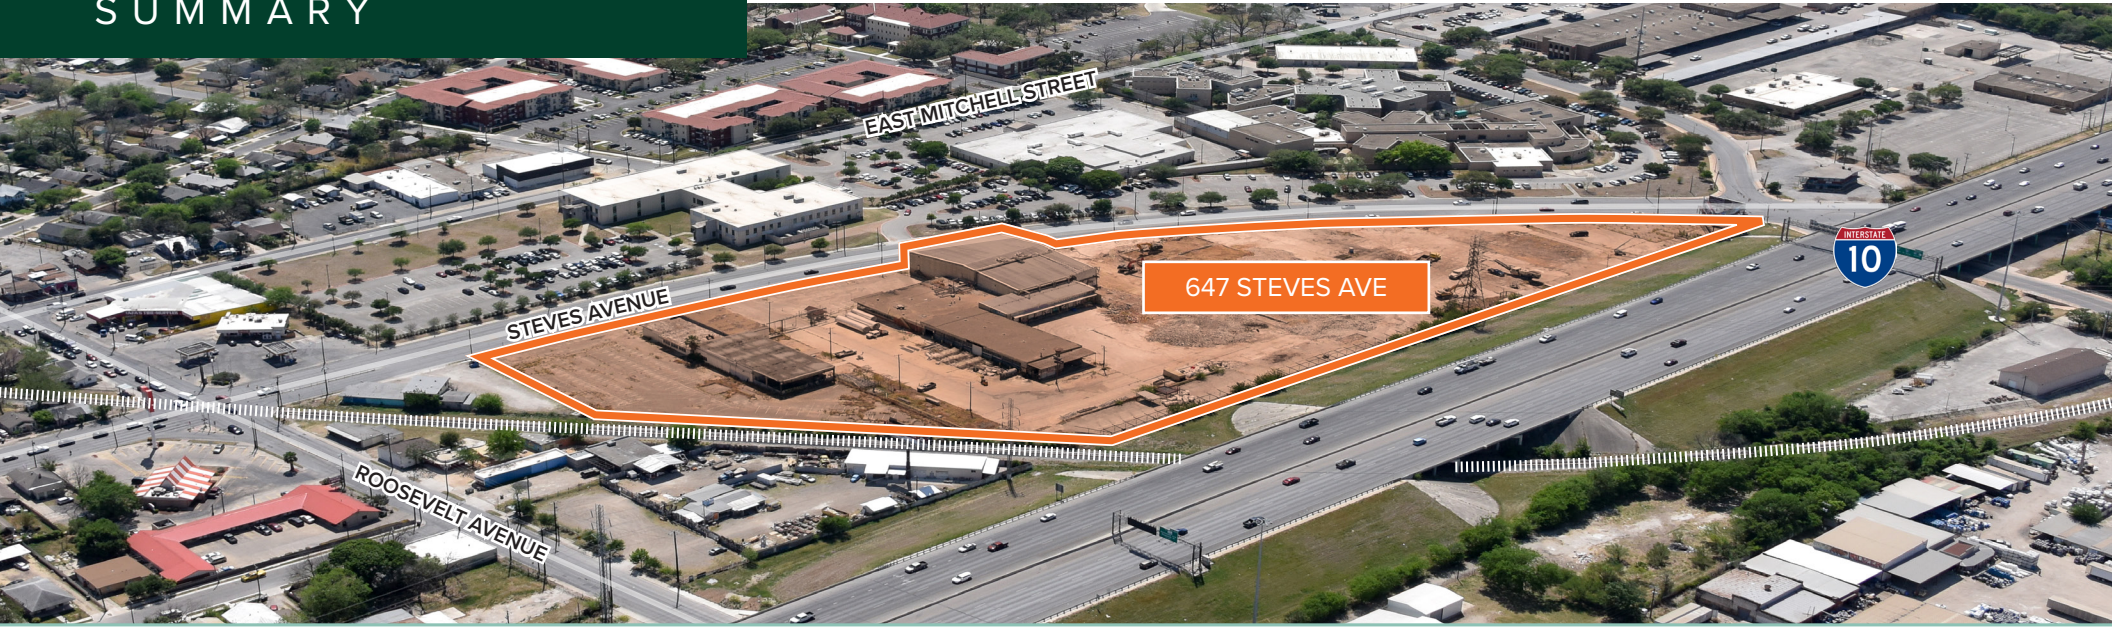 SUMMARY
EAST MITCHELL STREET
647 STEVES AVE
INTERSTATE
10
STEVES AVENUE
ROOSEVELT AVENUE